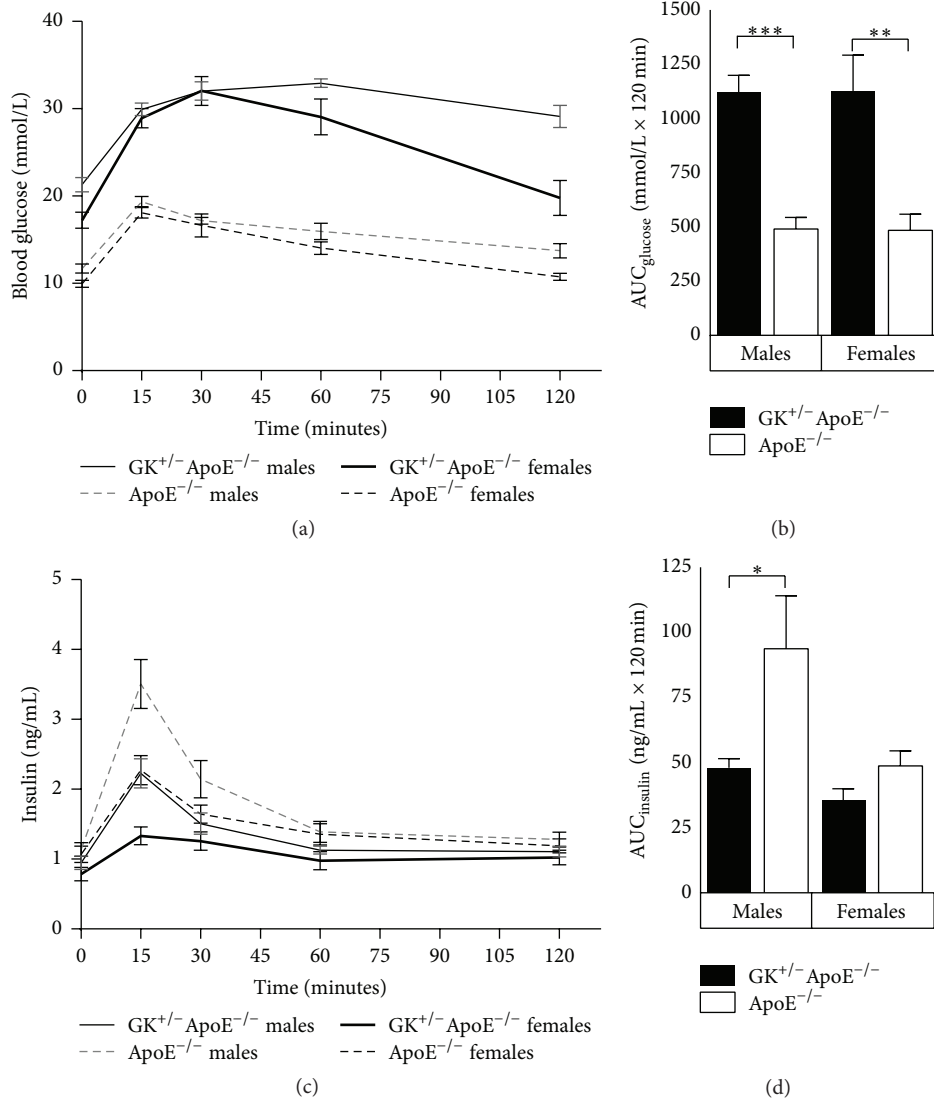 40
30
20
10
0
Blood glucose (mmol/L)
0 15 30 45 60 75 90 105 120
Time (minutes)
GK+/− ApoE−/− males
GK+/− ApoE−/− females
ApoE−/− males
ApoE−/− females
(a)
1500
1250
1000
750
500
250
0
AUCglucose (mmol/L × 120 min)
*** **
Males Females
GK+/− ApoE−/−
ApoE−/−
(b)
5
4
3
2
1
0
Insulin (ng/mL)
0 15 30 45 60 75 90 105 120
Time (minutes)
GK+/− ApoE−/− males
GK+/− ApoE−/− females
ApoE−/− males
ApoE−/− females
(c)
125
100
75
50
25
0
AUCinsulin (ng/mL × 120 min)
*
Males Females
GK+/− ApoE−/−
ApoE−/−
(d)